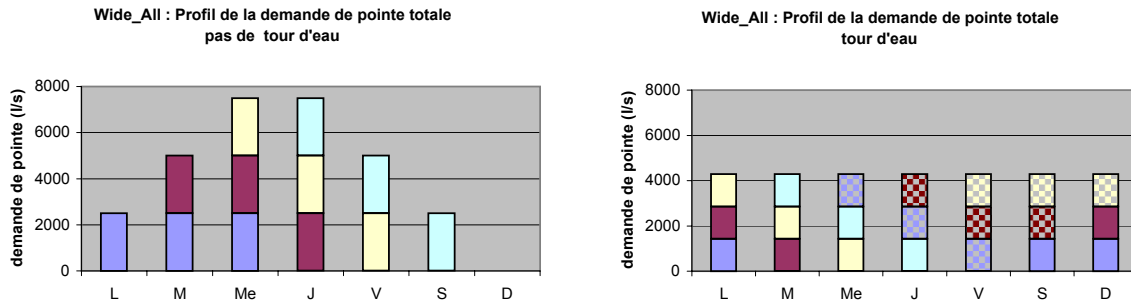 Wide_All : Profil de la demande de pointe totale
pas de tour d'eau
demande de pointe (l/s)
8000
6000
4000
2000
0
L M Me J V S D
Wide_All : Profil de la demande de pointe totale
tour d'eau
demande de pointe (l/s)
8000
6000
4000
2000
0
L M Me J V S D